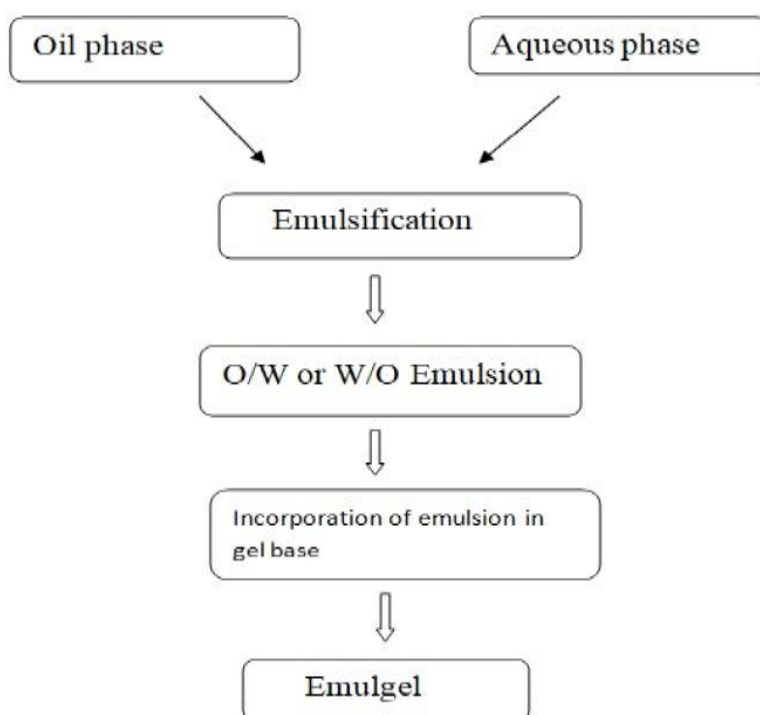 Oil phase
Aqueous phase
Emulsification
O/W or W/O Emulsion
Incorporation of emulsion in
gel base
Emulgel